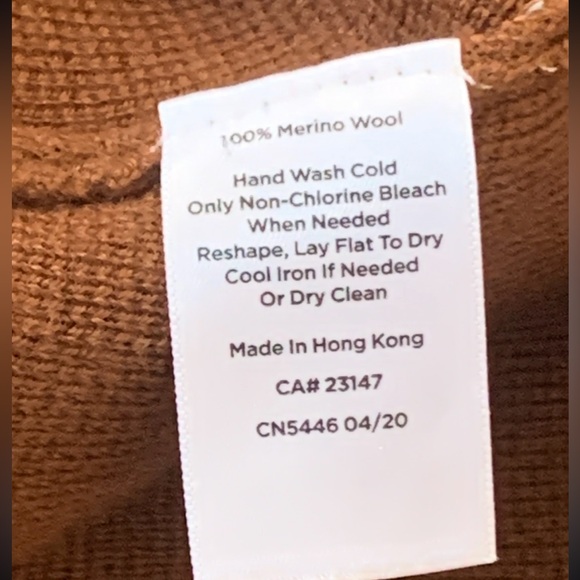 100% Merino Wool
Hand Wash Cold
Only Non-Chlorine Bleach
When Needed
Reshape, Lay Flat To Dry
Cool Iron If Needed
Or Dry Clean
Made In Hong Kong
CA# 23147
CN5446 04/20